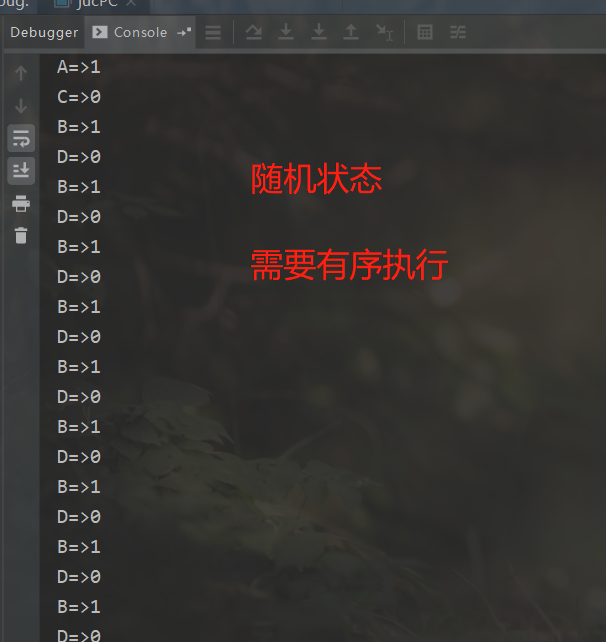 bug:
jucPC
Debugger
Console
A=>1
C=>0
B=>1
D=>0
B=>1
随机状态
D=>0
B=>1
需要有序执行
D=>0
B=>1
D=>0
B=>1
D=>0
B=>1
D=>0
B=>1
D=>0
B=>1
D=>0
B=>1
D=>0